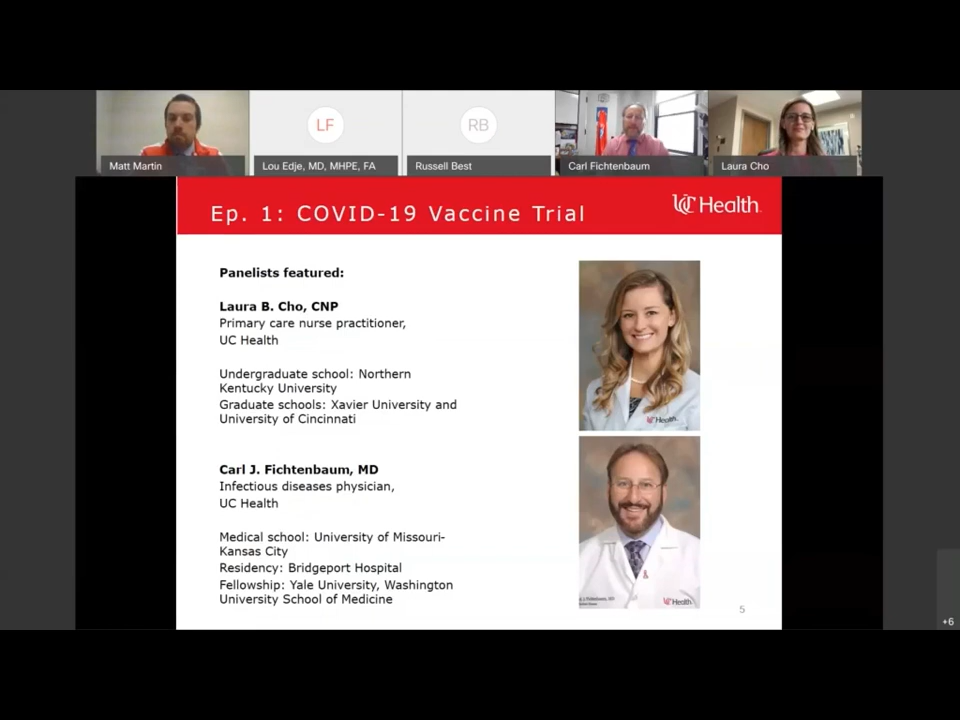 LF
RB
Matt Martin
Lou Edje, MD, MHPE, FA
Russell Best
Carl Fichtenbaum
Laura Cho
Ep. 1: COVID-19 Vaccine Trial
UC Health
Panelists featured:
Laura B. Cho, CNP
Primary care nurse practitioner,
UC Health
Undergraduate school: Northern
Kentucky University
Graduate schools: Xavier University and
University of Cincinnati
Health
Carl J. Fichtenbaum, MD
Infectious diseases physician,
UC Health
Medical school: University of Missouri-
Kansas City
Residency: Bridgeport Hospital
Fellowship: Yale University, Washington
University School of Medicine
Health
5
+6